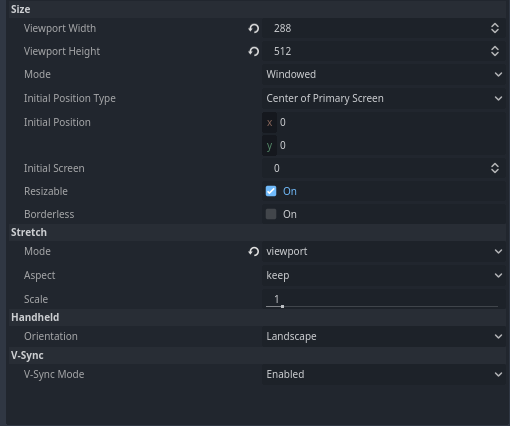 Size
Viewport Width 288
Viewport Height 512
Mode Windowed
Initial Position Type Center of Primary Screen
Initial Position x 0
y 0
Initial Screen 0
Resizable On
Borderless On
Stretch
Mode viewport
Aspect keep
Scale 1
Handheld
Orientation Landscape
V-Sync
V-Sync Mode Enabled